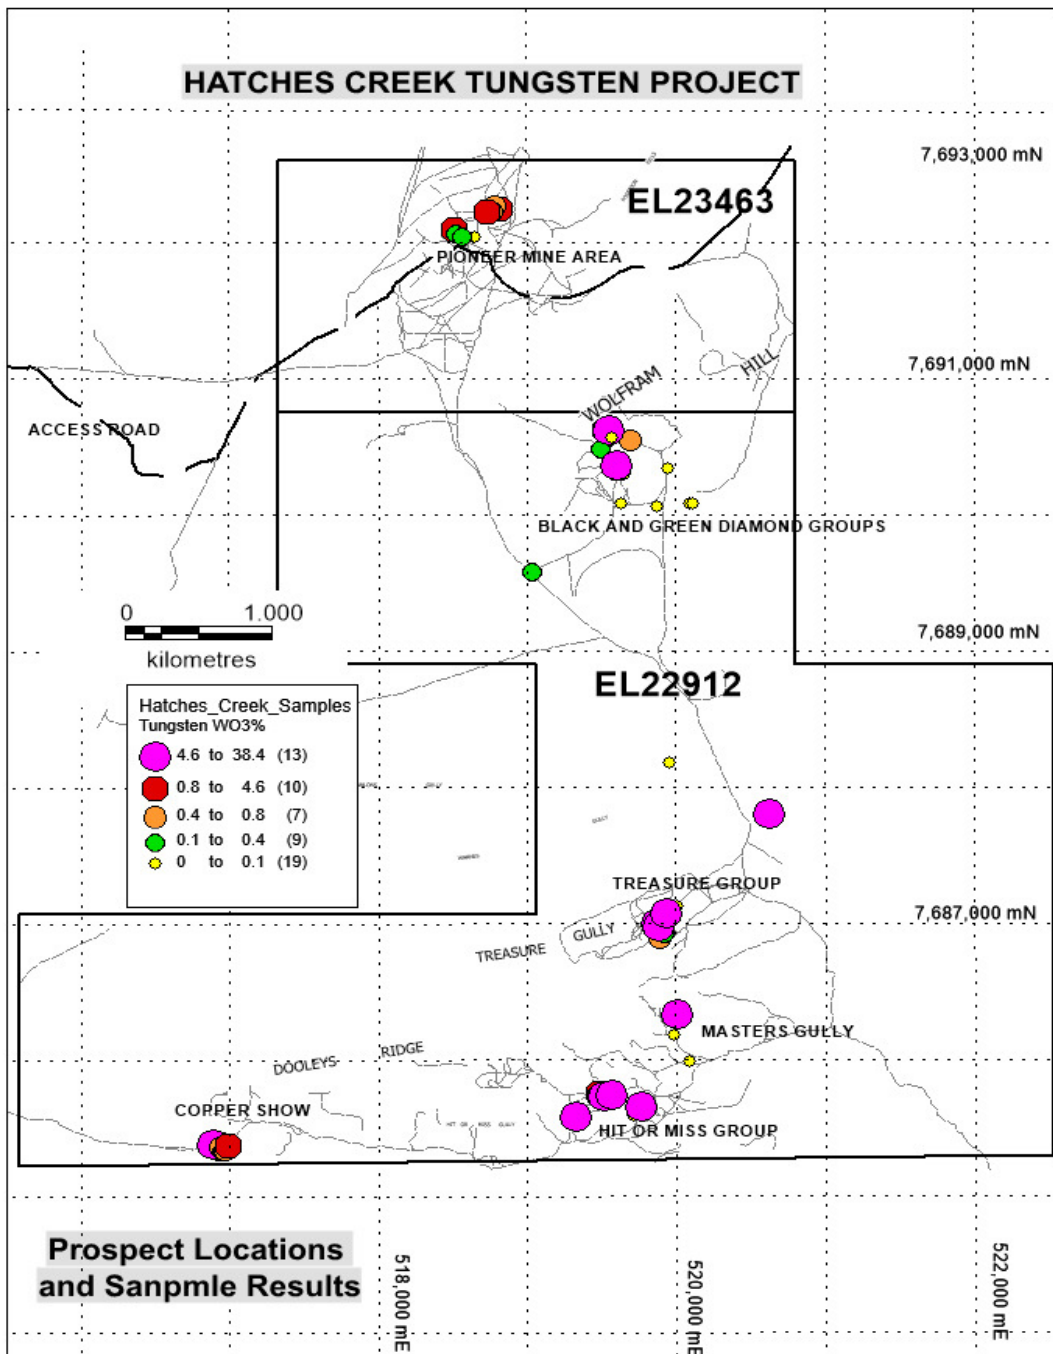 HATCHES CREEK TUNGSTEN PROJECT
7,693,000 mN
EL23463
PIONEER MINE AREA
7,691,000 mN
HILL
WOLFRAM
ACCESS ROAD
BLACK AND GREEN DIAMOND GROUPS
0 1.000
kilometres
7,689,000 mN
EL22912
Hatches_Creek_Samples
Tungsten WO3%
4.6 to 38.4 (13)
0.8 to 4.6 (10)
0.4 to 0.8 (7)
0.1 to 0.4 (9)
0 to 0.1 (19)
GULLY
TREASURE GROUP
7,687,000 mN
TREASURE GULLY
MASTERS GULLY
DOOLEYS RIDGE
COPPER SHOW
HIT OR MISS GULLY
HIT OR MISS GROUP
Prospect Locations
and Sanpmle Results
518,000 mE
520,000 mE
522,000 mE